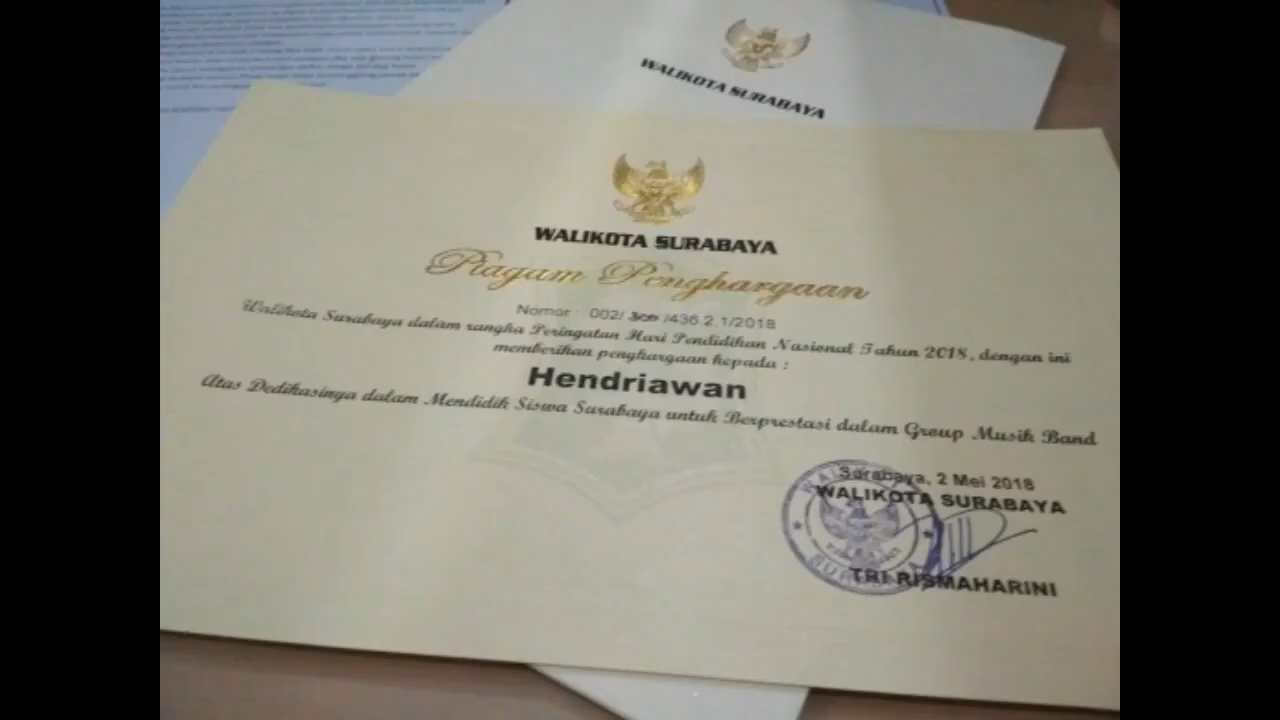 WALIKOTA SURABAYA
WALIKOTA SURABAYA
Piagam Penghargaan
Nomor : 002/ /436.2.1/2018
Walikota Surabaya dalam rangka Peringatan Hari Pendidikan Nasional Tahun 2018, dengan ini
memberikan penghargaan kepada :
Hendriawan
Atas Dedikasinya dalam Mendidik Siswa Surabaya untuk Berprestasi dalam Group Musik Band
Surabaya, 2 Mei 2018
WALIKOTA SURABAYA
TRI RISMAHARINI